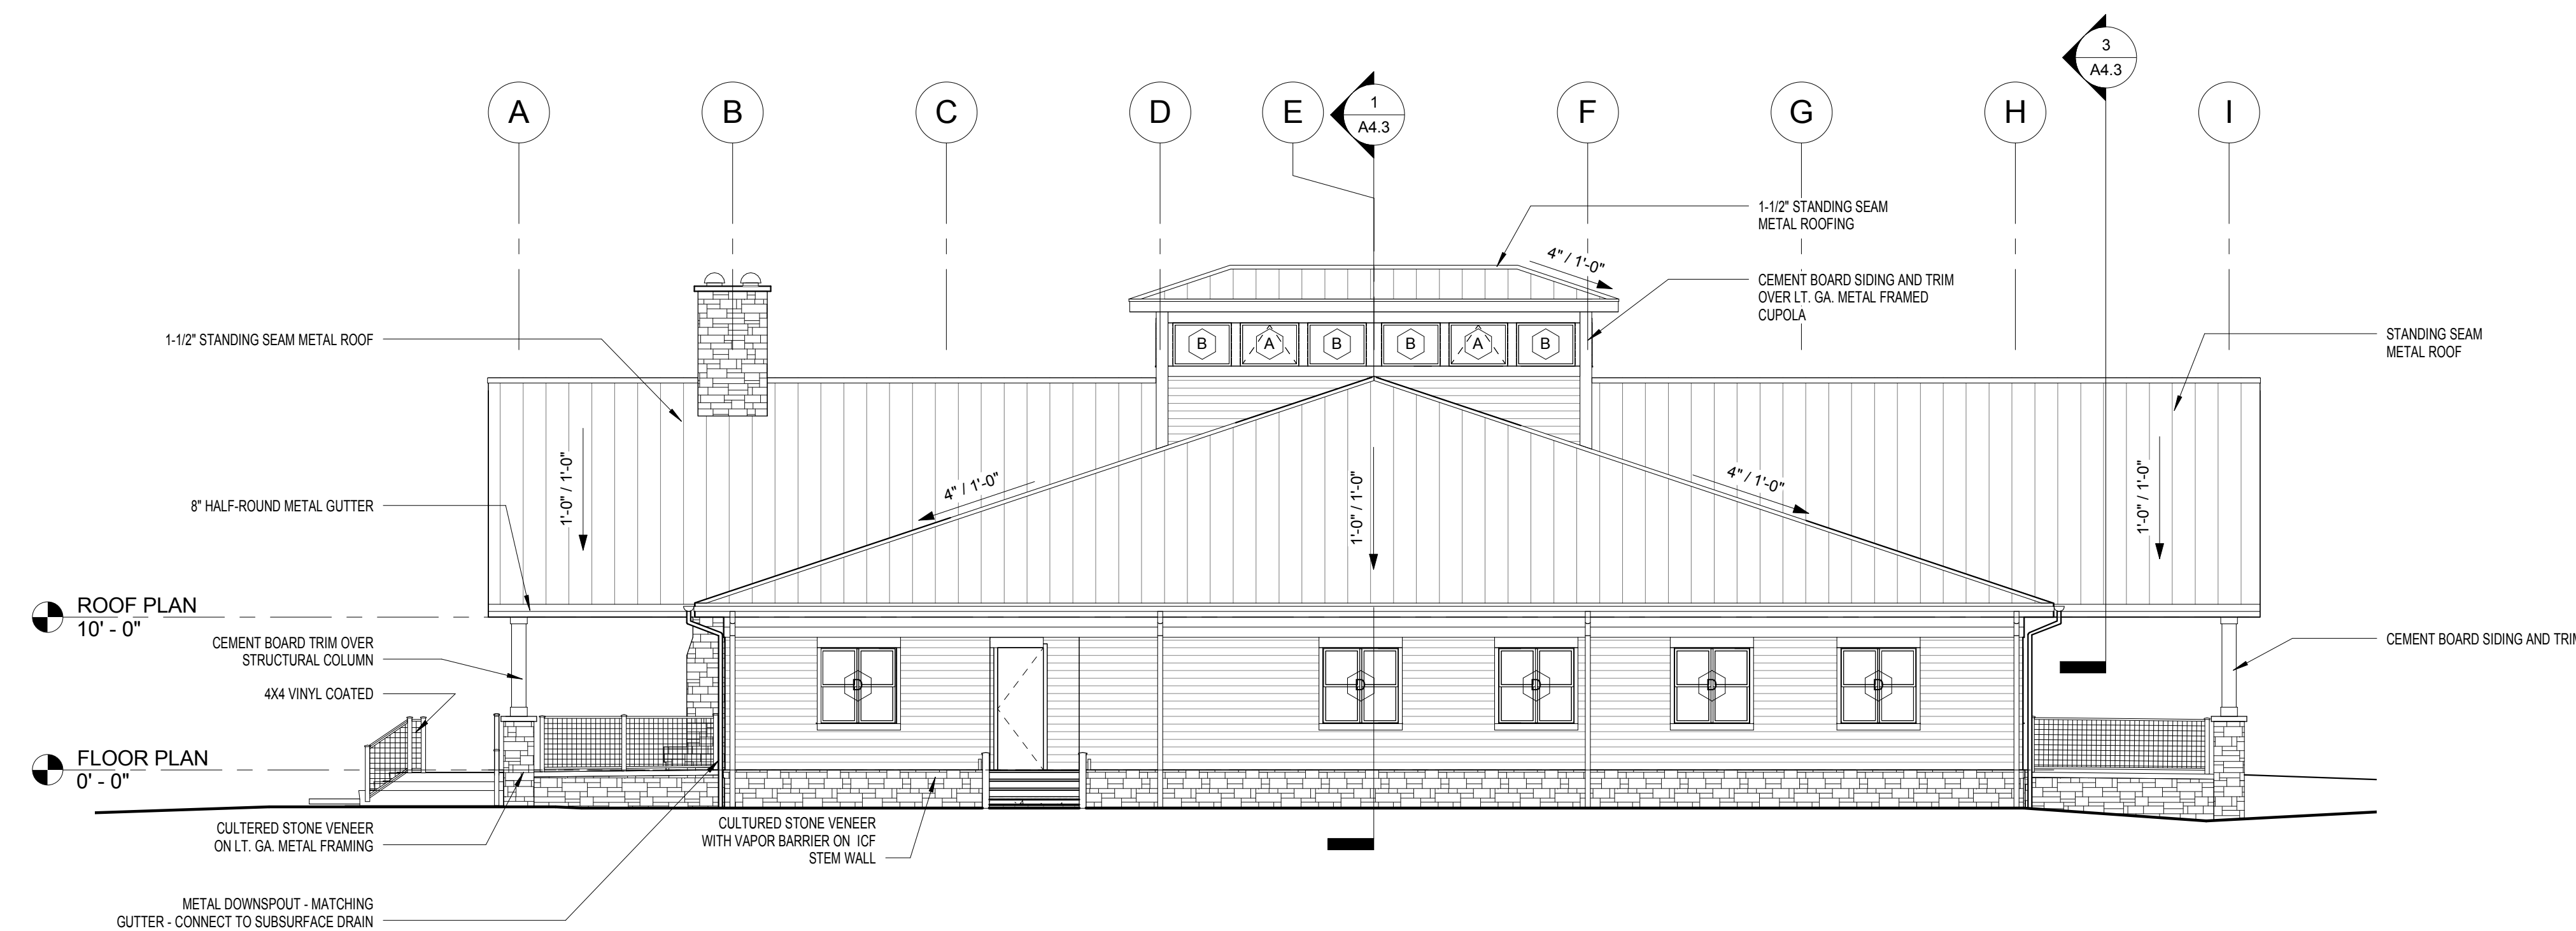 3
A4.3
A
B
C
D
E
1
A4.3
F
G
H
I
1-1/2" STANDING SEAM
METAL ROOFING
4" / 1'-0"
CEMENT BOARD SIDING AND TRIM
OVER LT. GA. METAL FRAMED
CUPOLA
1-1/2" STANDING SEAM METAL ROOF
B
A
B
B
A
B
STANDING SEAM
METAL ROOF
1'-0" / 1'-0"
4" / 1'-0"
1'-0" / 1'-0"
4" / 1'-0"
1'-0" / 1'-0"
8" HALF-ROUND METAL GUTTER
ROOF PLAN
10' - 0"
CEMENT BOARD TRIM OVER
STRUCTURAL COLUMN
4X4 VINYL COATED
CEMENT BOARD SIDING AND TRIM
D
D
D
D
D
FLOOR PLAN
0' - 0"
CULTERED STONE VENEER
ON LT. GA. METAL FRAMING
CULTURED STONE VENEER
WITH VAPOR BARRIER ON ICF
STEM WALL
METAL DOWNSPOUT - MATCHING
GUTTER - CONNECT TO SUBSURFACE DRAIN